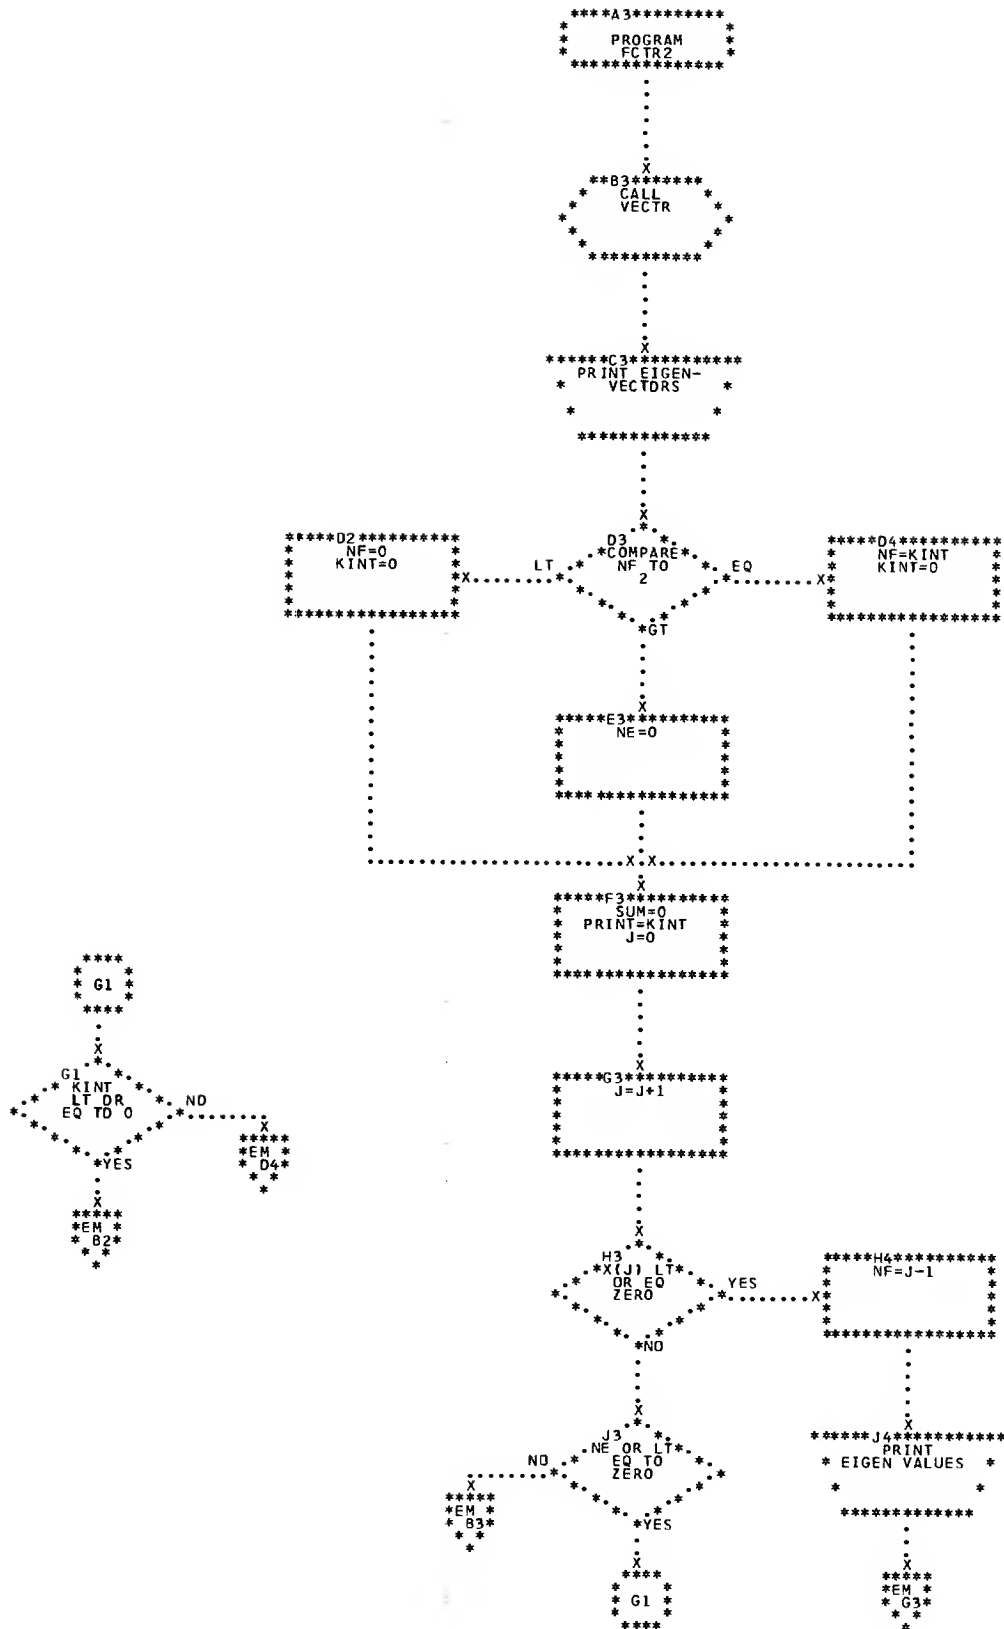 A3
PROGRAM
FCTR2
B3
CALL
VECTR
C3
PRINT EIGEN-
VECTDRS
D2
NF=0
KINT=0
LT
D3
COMPARE
NF TO
2
EQ
D4
NF=KINT
KINT=0
GT
E3
NE=0
F3
SUM=0
PRINT=KINT
J=0
G1
G1
KINT
LT DR
EQ TD 0
ND
YES
EM
D4
EM
B2
G3
J=J+1
H3
X(J) LT
OR EQ
ZERO
YES
H4
NF=J-1
NO
J3
NE OR LT
EQ TO
ZERO
NO
YES
J4
PRINT
EIGEN VALUES
EM
B3
G1
EM
G3